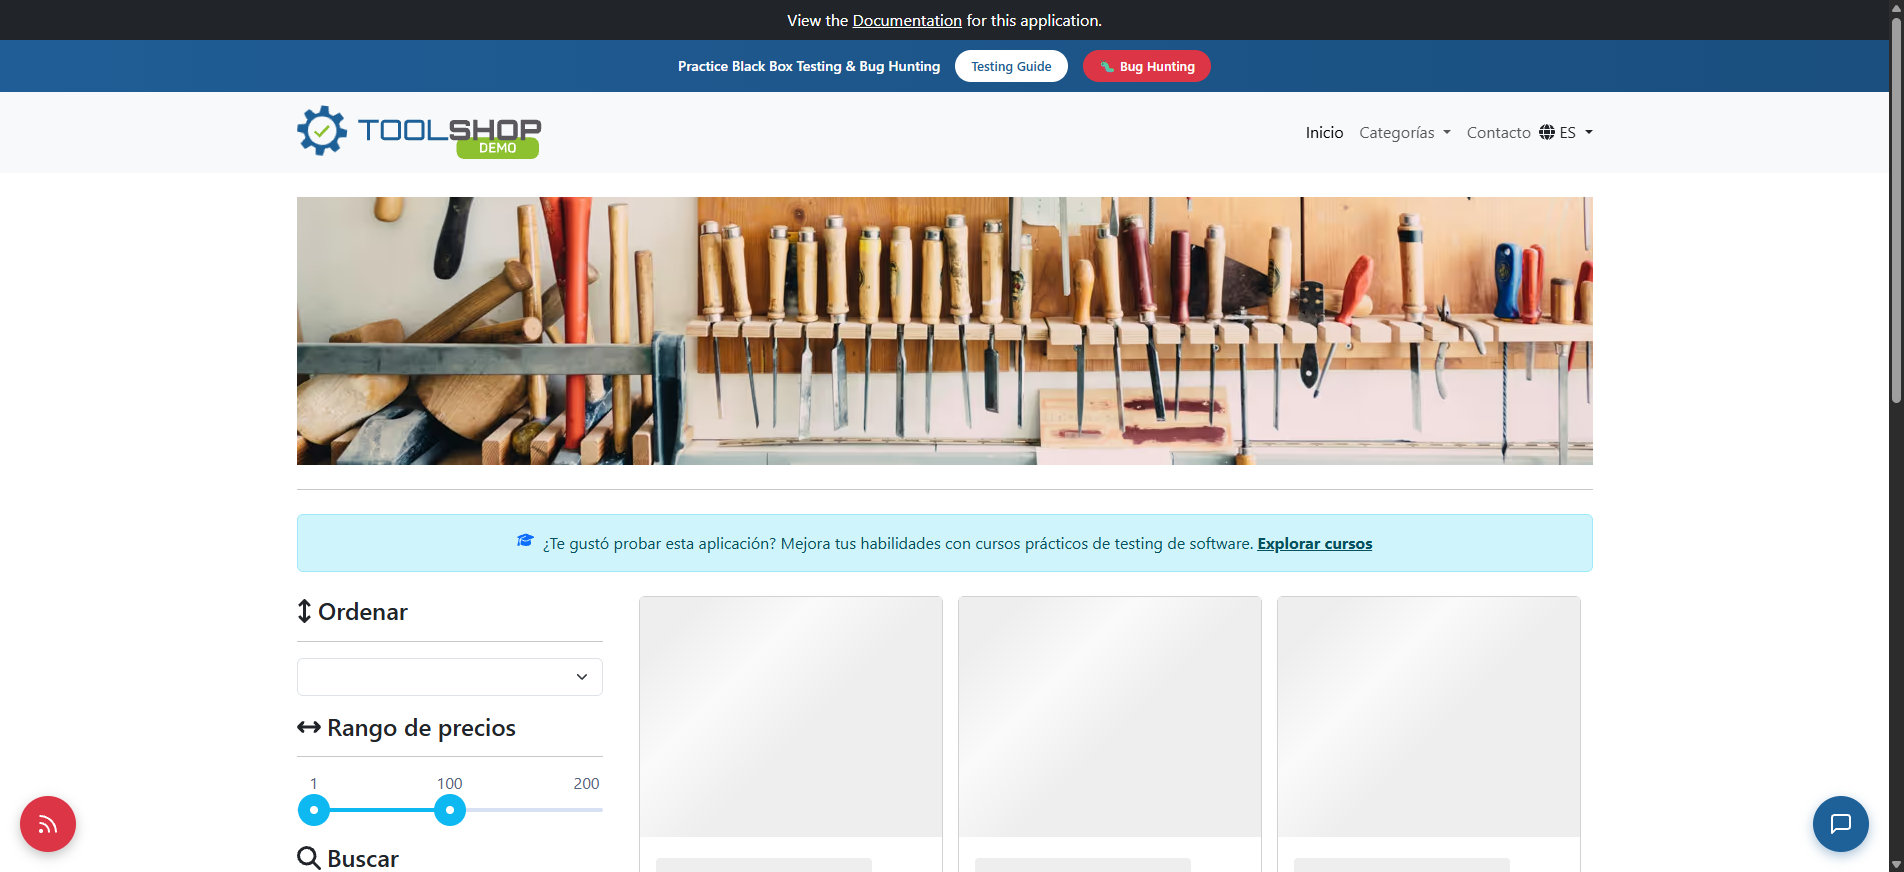 View the Documentation for this application.
Practice Black Box Testing & Bug Hunting Testing Guide Bug Hunting
TOOLSHOP
DEMO
Inicio Categorías Contacto ES
¿Te gustó probar esta aplicación? Mejora tus habilidades con cursos prácticos de testing de software. Explorar cursos
Ordenar
Rango de precios
1 100 200
Buscar